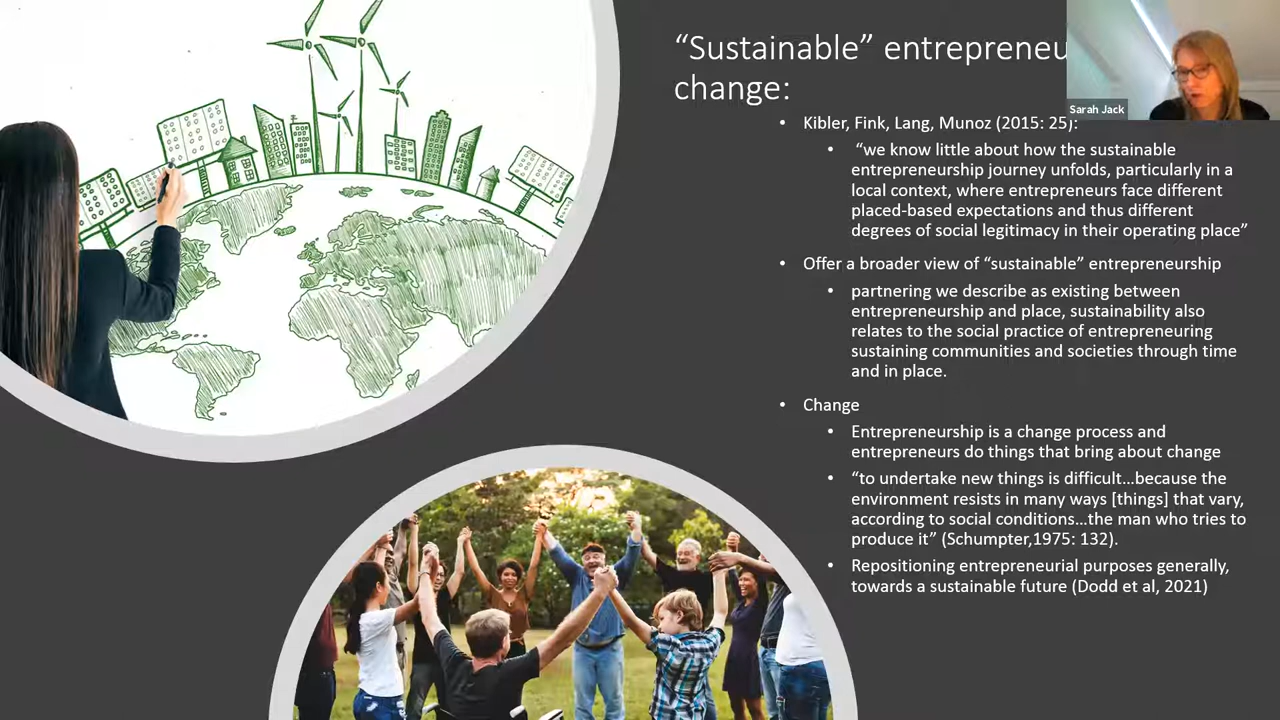 “Sustainable”
change:
Sarah Jack
• Kibler, Fink, Lang, Munoz (2015: 25):
• “we know little about how the sustainable
entrepreneurship journey unfolds, particularly in a
local context, where entrepreneurs face different
placed-based expectations and thus different
degrees of social legitimacy in their operating place”
• Offer a broader view of “sustainable” entrepreneurship
• partnering we describe as existing between
entrepreneurship and place, sustainability also
relates to the social practice of entrepreneuring
sustaining communities and societies through time
and in place.
• Change
• Entrepreneurship is a change process and
entrepreneurs do things that bring about change
• “to undertake new things is difficult…because the
environment resists in many ways [things] that vary,
according to social conditions…the man who tries to
produce it” (Schumpter,1975: 132).
• Repositioning entrepreneurial purposes generally,
towards a sustainable future (Dodd et al, 2021)